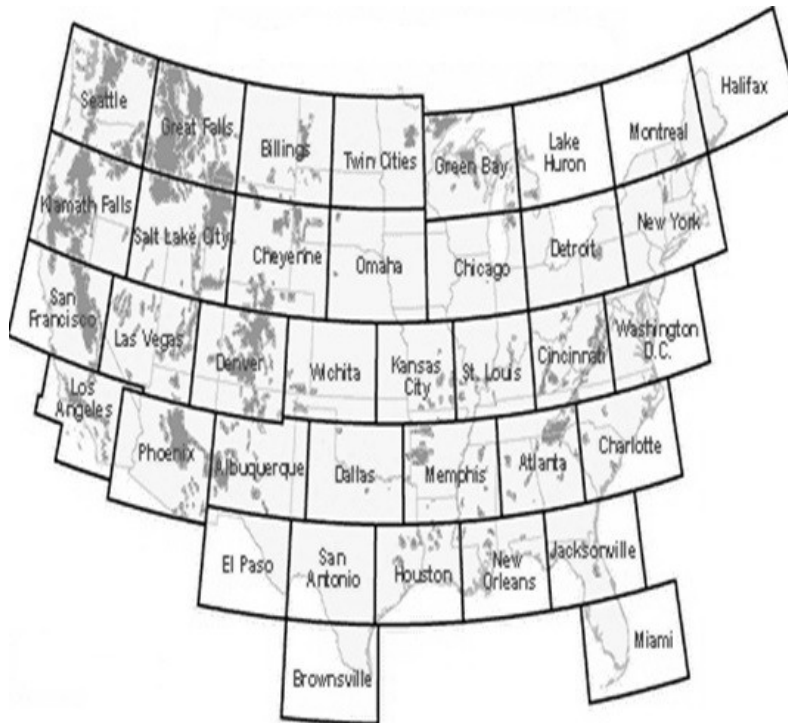 Seattle
Great Falls
Billings
Twin Cities
Green Bay
Lake
Huron
Montreal
Halifax
Klamath Falls
Salt Lake City
Cheyenne
Omaha
Chicago
Detroit
New York
San
Francisco
Las Vegas
Denver
Wichita
Kansas
City
St. Louis
Cincinnati
Washington
D.C.
Los
Angeles
Phoenix
Albuquerque
Dallas
Memphis
Atlanta
Charlotte
El Paso
San
Antonio
Houston
New
Orleans
Jacksonville
Brownsville
Miami